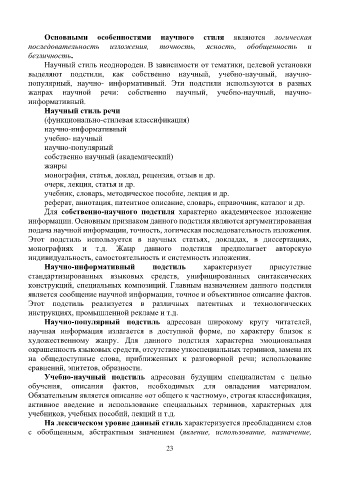 Основными особенностями научного стиля являются логическая
последовательность изложения, точность, ясность, обобщенность и
безличность.
Научный стиль неоднороден. В зависимости от тематики, целевой установки
выделяют подстили, как собственно научный, учебно-научный, научно-
популярный, научно- информативный. Эти подстили используются в разных
жанрах научной речи: собственно научный, учебно-научный, научно-
информативный.
Научный стиль речи
(функционально-стилевая классификация)
научно-информативный
учебно- научный
научно-популярный
собственно научный (академический)
жанры
монография, статья, доклад, рецензия, отзыв и др.
очерк, лекция, статья и др.
учебник, словарь, методическое пособие, лекция и др.
реферат, аннотация, патентное описание, словарь, справочник, каталог и др.
Для собственно-научного подстиля характерно академическое изложение
информации. Основным признаком данного подстиля являются аргументированная
подача научной информации, точность, логическая последовательность изложения.
Этот подстиль используется в научных статьях, докладах, в диссертациях,
монографиях и т.д. Жанр данного подстиля предполагает авторскую
индивидуальность, самостоятельность и системность изложения.
Научно-информативный подстиль характеризует присутствие
стандартизированных языковых средств, унифицированных синтаксических
конструкций, специальных композиций. Главным назначением данного подстиля
является сообщение научной информации, точное и объективное описание фактов.
Этот подстиль реализуется в различных патентных и технологических
инструкциях, промышленной рекламе и т.д.
Научно-популярный подстиль адресован широкому кругу читателей,
научная информация излагается в доступной форме, по характеру близок к
художественному жанру. Для данного подстиля характерна эмоциональная
окрашенность языковых средств, отсутствие узкоспециальных терминов, замена их
на общедоступные слова, приближенных к разговорной речи; использование
сравнений, эпитетов, образности.
Учебно-научный подстиль адресован будущим специалистам с целью
обучения, описания фактов, необходимых для овладения материалом.
Обязательным является описание «от общего к частному», строгая классификация,
активное введение и использование специальных терминов, характерных для
учебников, учебных пособий, лекций и т.д.
На лексическом уровне данный стиль характеризуется преобладанием слов
с обобщенным, абстрактным значением (явление, использование, назначение,
23